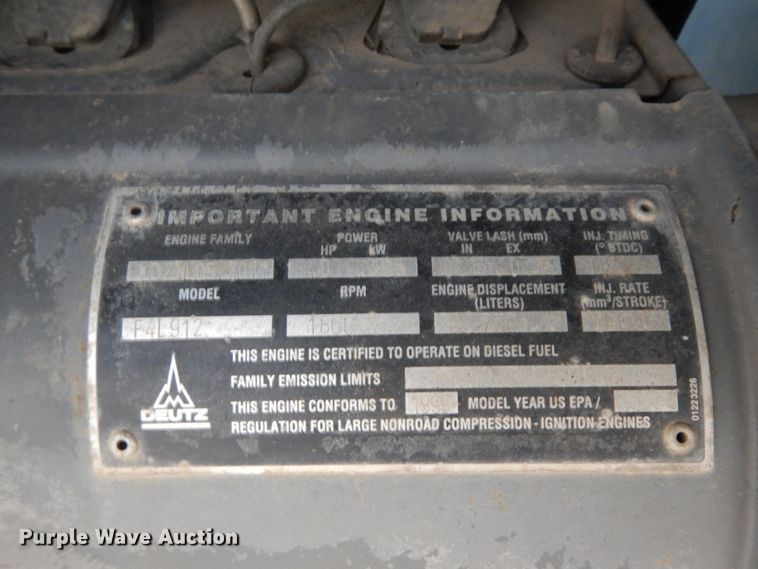 IMPORTANT ENGINE INFORMATION
ENGINE FAMILY POWER HP KW VALVE LASH (mm) IN EX INJ. TIMING (° BTDC)
MODEL RPM ENGINE DISPLACEMENT (LITERS) INJ. RATE (mm³/STROKE)
F4L912 1800
THIS ENGINE IS CERTIFIED TO OPERATE ON DIESEL FUEL
FAMILY EMISSION LIMITS
THIS ENGINE CONFORMS TO MODEL YEAR US EPA /
REGULATION FOR LARGE NONROAD COMPRESSION - IGNITION ENGINES
DEUTZ
01223226
Purple Wave Auction